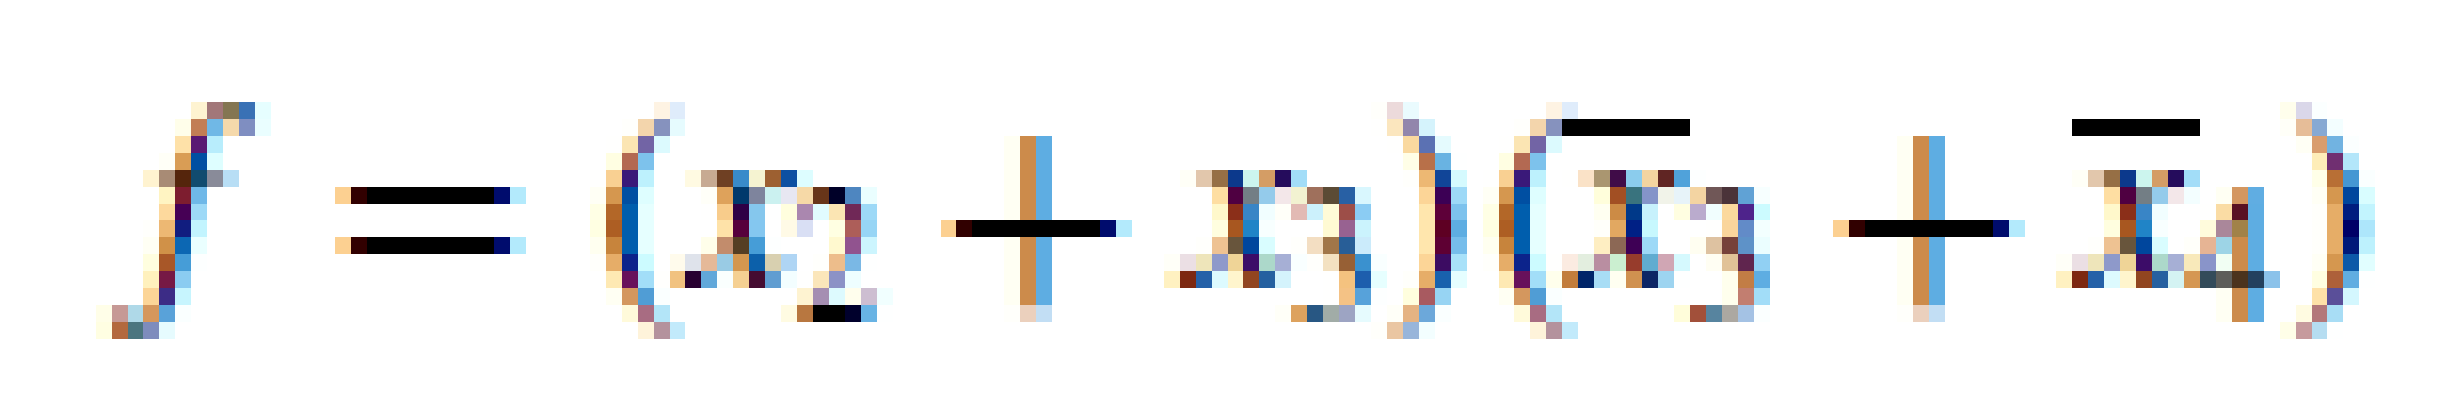 f = (x₂ + x₃)(x̅₃ + x̅₄)